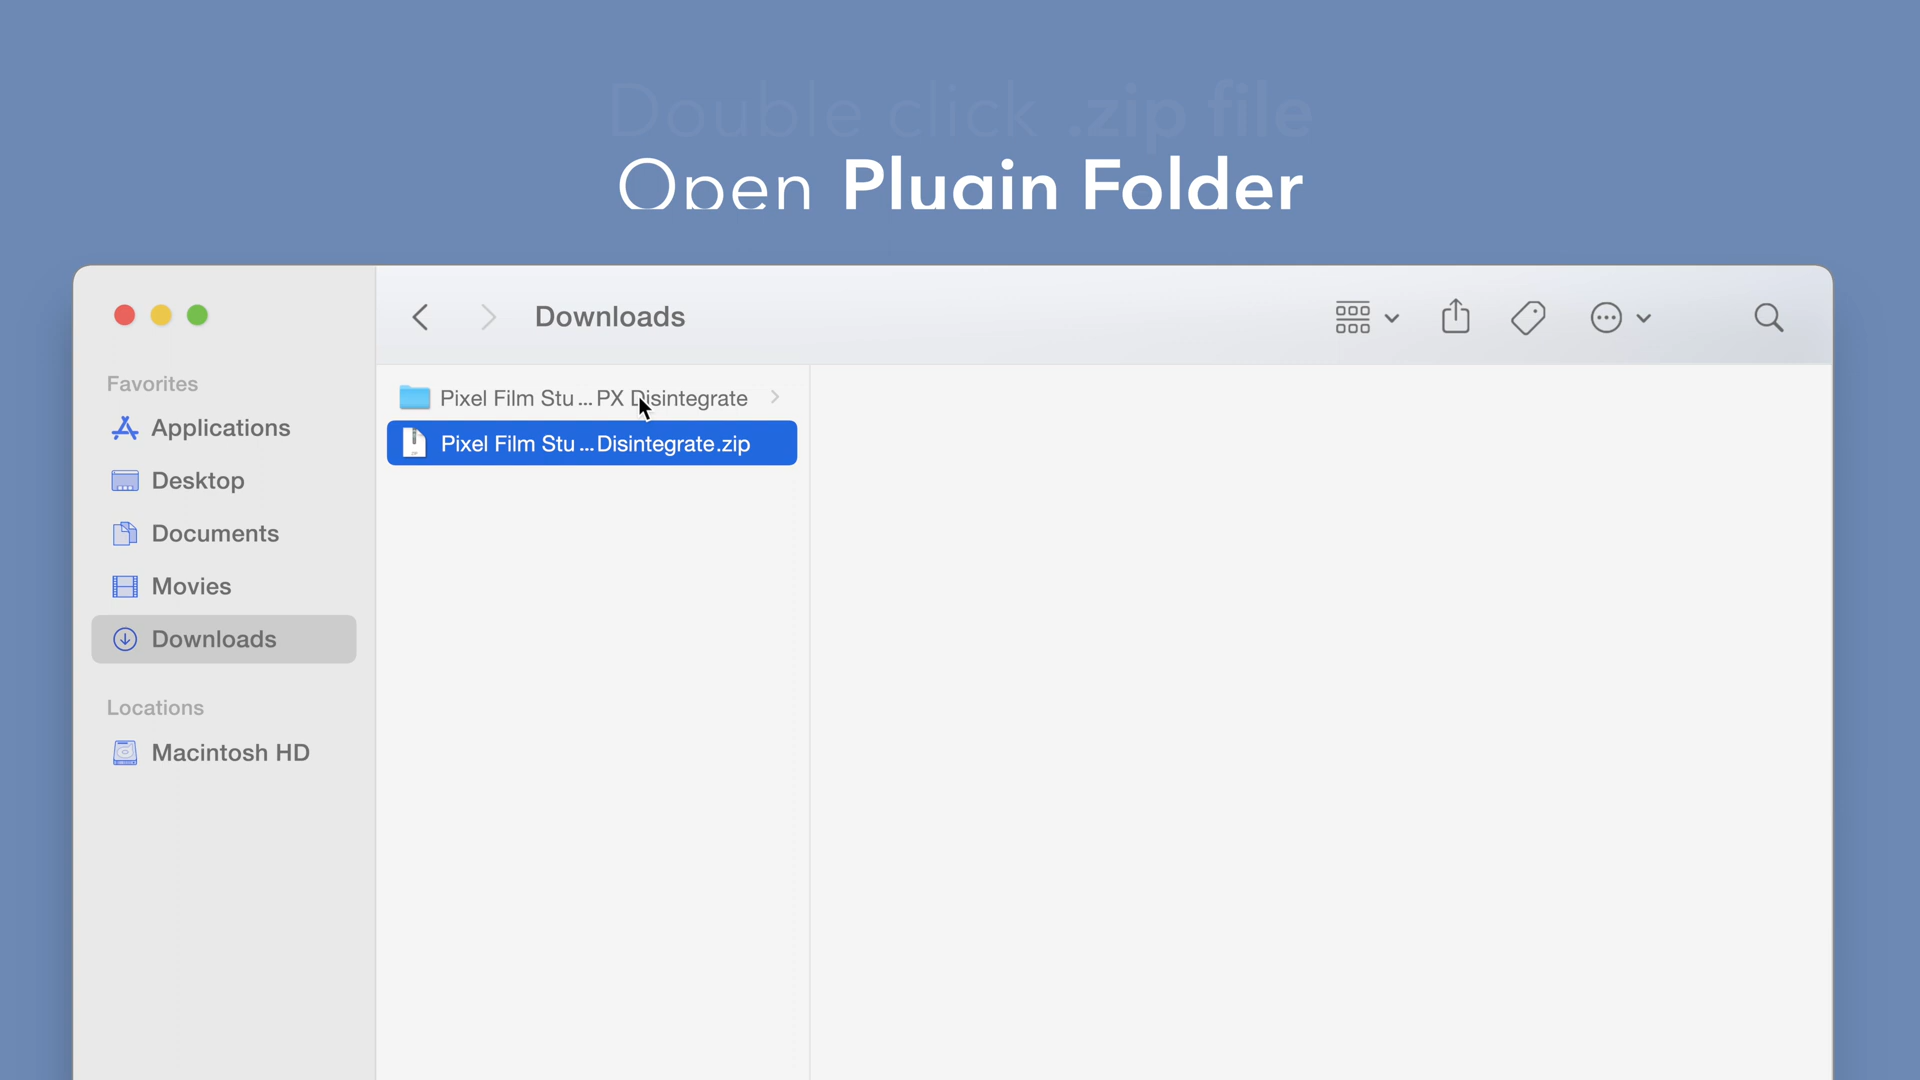 Double click .zip file
Open Plugin Folder
Downloads
Favorites
Applications
Desktop
Documents
Movies
Downloads
Locations
Macintosh HD
Pixel Film Stu ... PX Disintegrate
Pixel Film Stu ... Disintegrate.zip